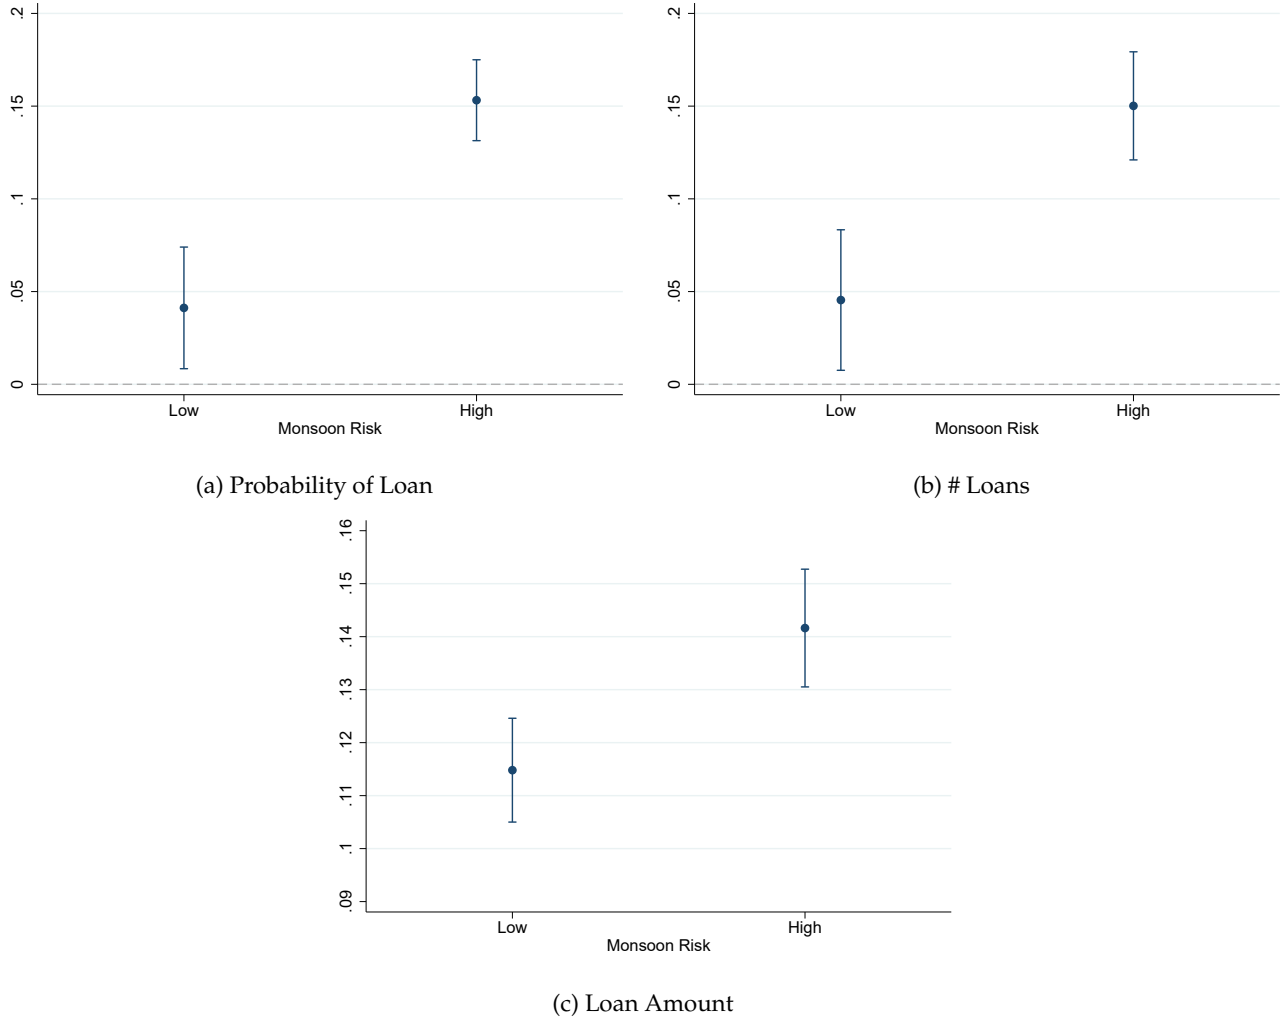 .2
.15
.1
.05
0
Low
High
Monsoon Risk
(a) Probability of Loan
.2
.15
.1
.05
0
Low
High
Monsoon Risk
(b) # Loans
.16
.15
.14
.13
.12
.11
.1
.09
Low
High
Monsoon Risk
(c) Loan Amount